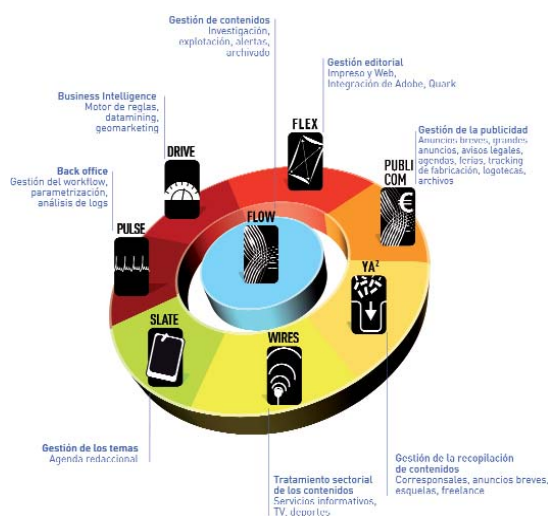 Gestión de contenidos
Investigación,
explotación, alertas,
archivado
Gestión editorial
Impreso y Web,
Integración de Adobe, Quark
Business Intelligence
Motor de reglas,
datamining,
geomarketing
Gestión de la publicidad
Anuncios breves, grandes
anuncios, avisos legales,
agendas, ferias, tracking
de fabricación, logotecas,
archivos
Back office
Gestión del workflow,
parametrización,
análisis de logs
FLEX
DRIVE
PUBLI
COM
€
PULSE
FLOW
YA²
SLATE
WIRES
Gestión de los temas
Agenda redaccional
Gestión de la recopilación
de contenidos
Corresponsales, anuncios breves,
esquelas, freelance
Tratamiento sectorial
de los contenidos
Servicios informativos,
TV, deportes